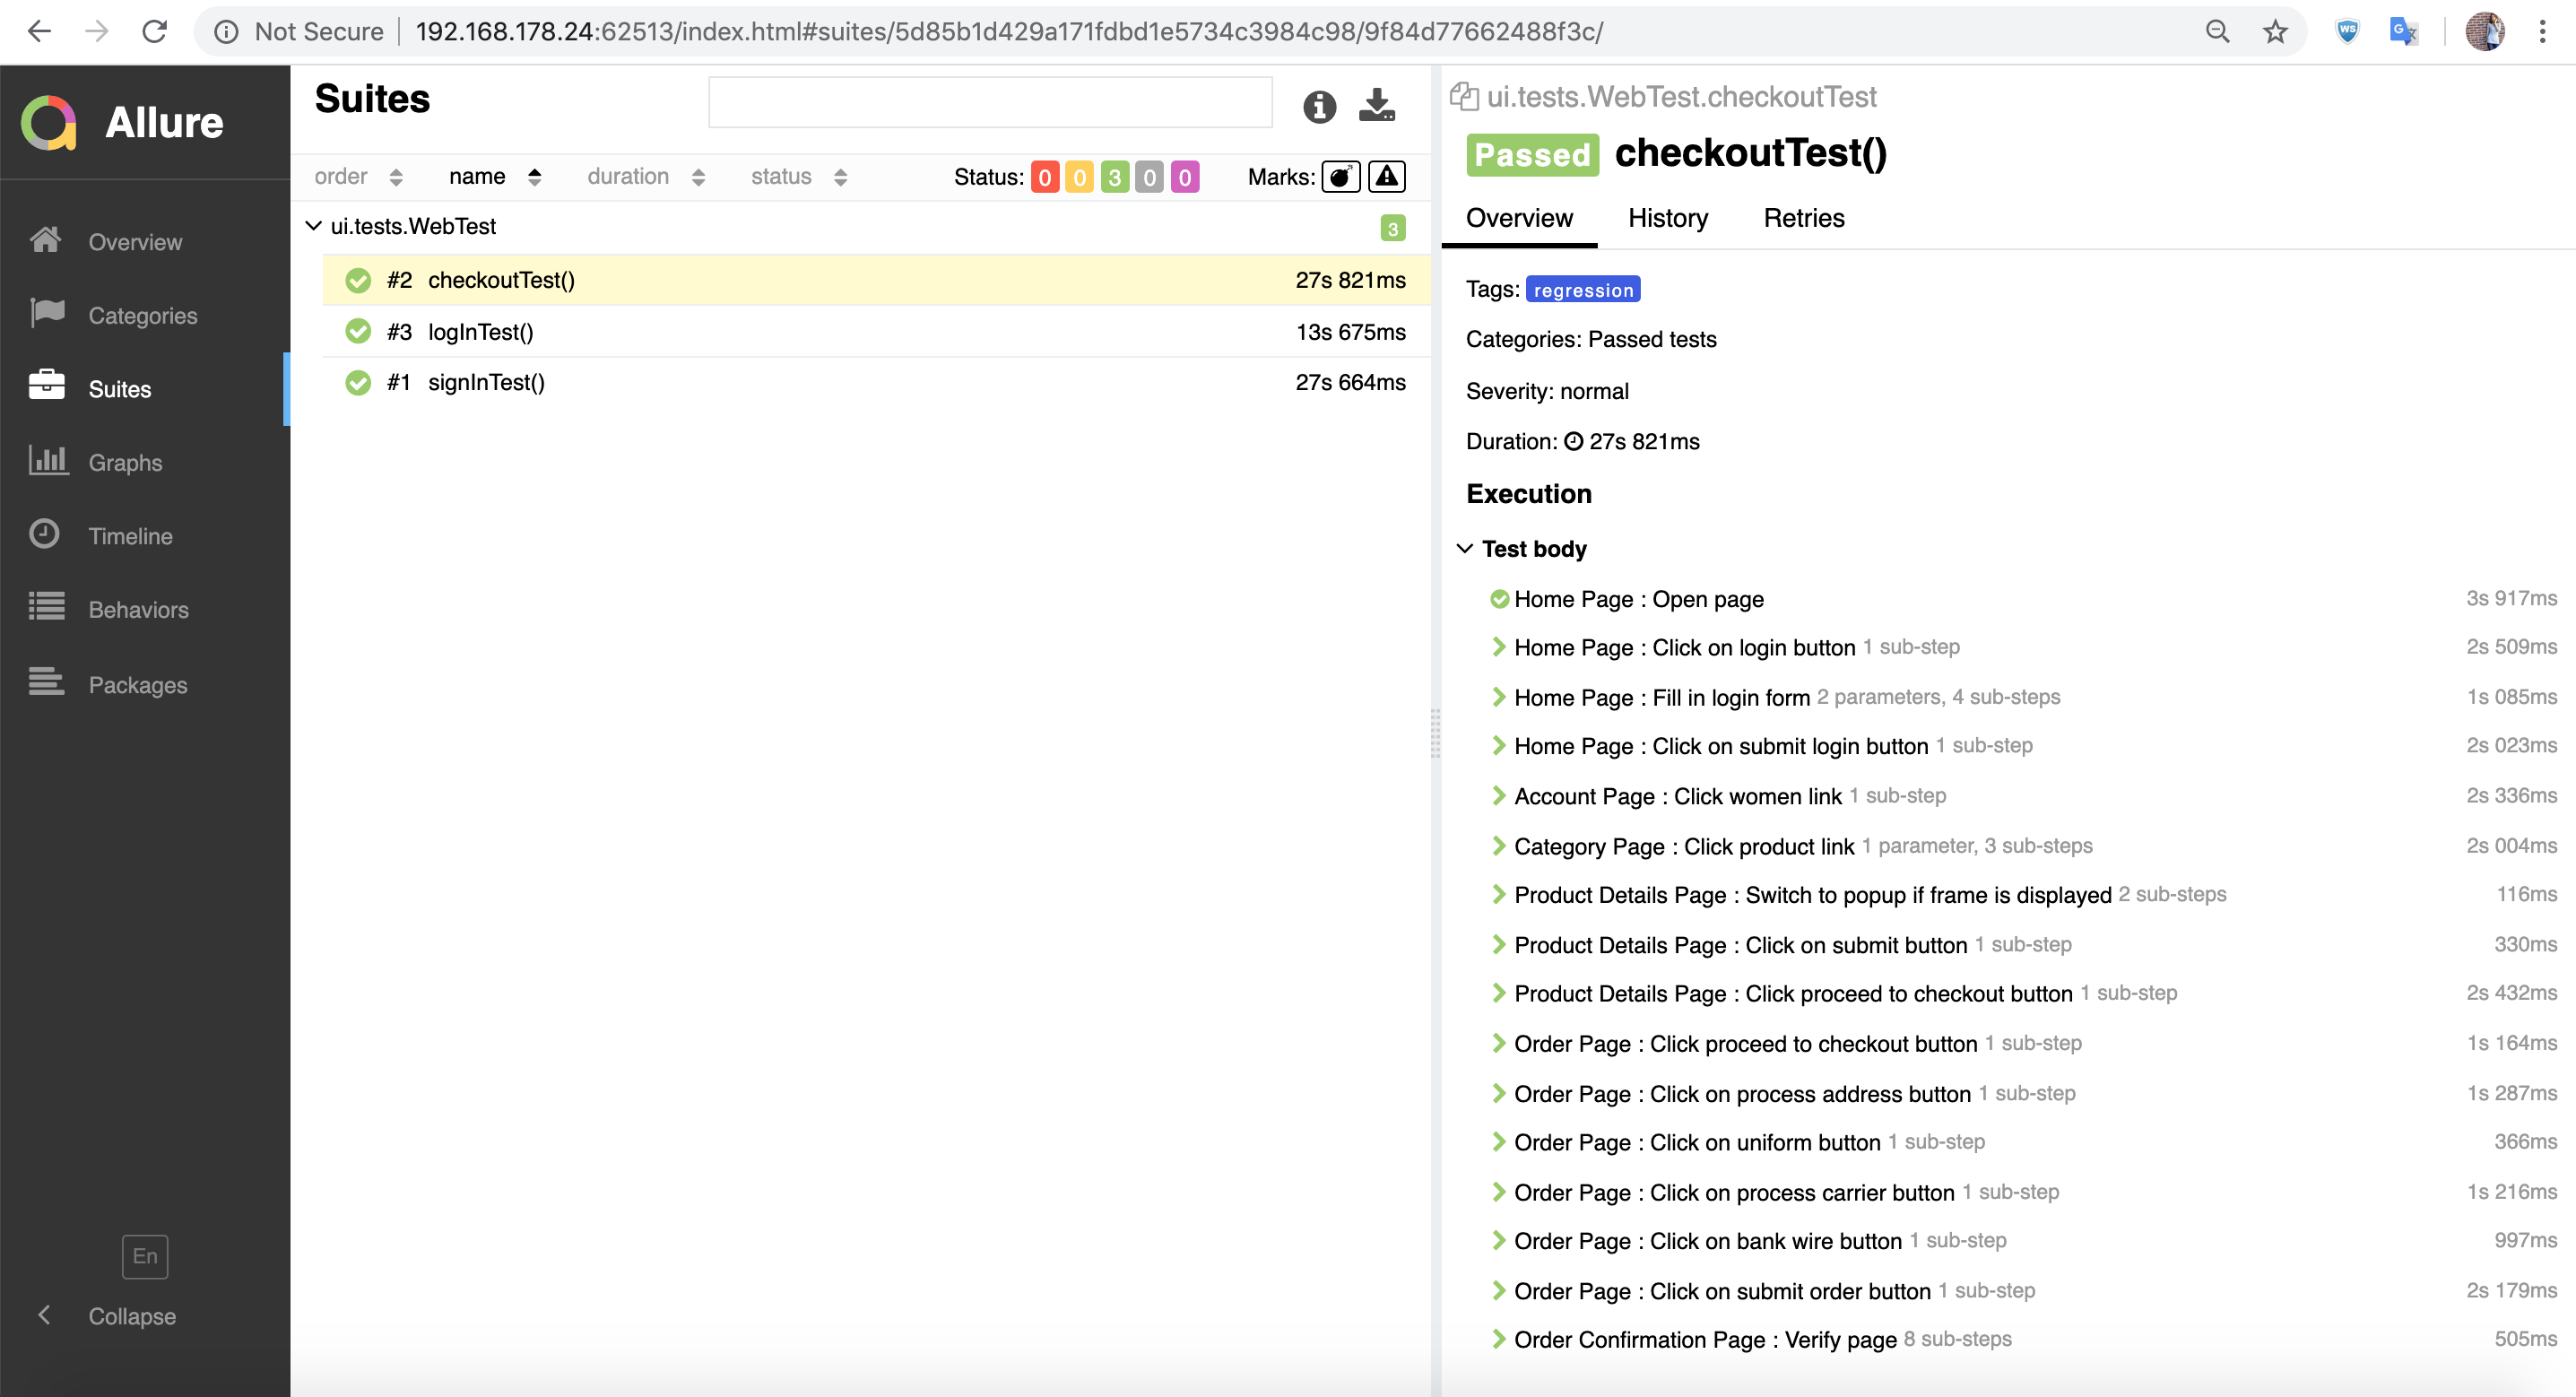 Not Secure | 192.168.178.24:62513/index.html#suites/5d85b1d429a171fdbd1e5734c3984c98/9f84d77662488f3c/
Allure
Overview
Categories
Suites
Graphs
Timeline
Behaviors
Packages
En
Collapse
Suites
order name duration status Status: 0 0 3 0 0 Marks:
ui.tests.WebTest 3
#2 checkoutTest() 27s 821ms
#3 logInTest() 13s 675ms
#1 signInTest() 27s 664ms
ui.tests.WebTest.checkoutTest
Passed checkoutTest()
Overview History Retries
Tags: regression
Categories: Passed tests
Severity: normal
Duration: 27s 821ms
Execution
Test body
Home Page : Open page 3s 917ms
Home Page : Click on login button 1 sub-step 2s 509ms
Home Page : Fill in login form 2 parameters, 4 sub-steps 1s 085ms
Home Page : Click on submit login button 1 sub-step 2s 023ms
Account Page : Click women link 1 sub-step 2s 336ms
Category Page : Click product link 1 parameter, 3 sub-steps 2s 004ms
Product Details Page : Switch to popup if frame is displayed 2 sub-steps 116ms
Product Details Page : Click on submit button 1 sub-step 330ms
Product Details Page : Click proceed to checkout button 1 sub-step 2s 432ms
Order Page : Click proceed to checkout button 1 sub-step 1s 164ms
Order Page : Click on process address button 1 sub-step 1s 287ms
Order Page : Click on uniform button 1 sub-step 366ms
Order Page : Click on process carrier button 1 sub-step 1s 216ms
Order Page : Click on bank wire button 1 sub-step 997ms
Order Page : Click on submit order button 1 sub-step 2s 179ms
Order Confirmation Page : Verify page 8 sub-steps 505ms